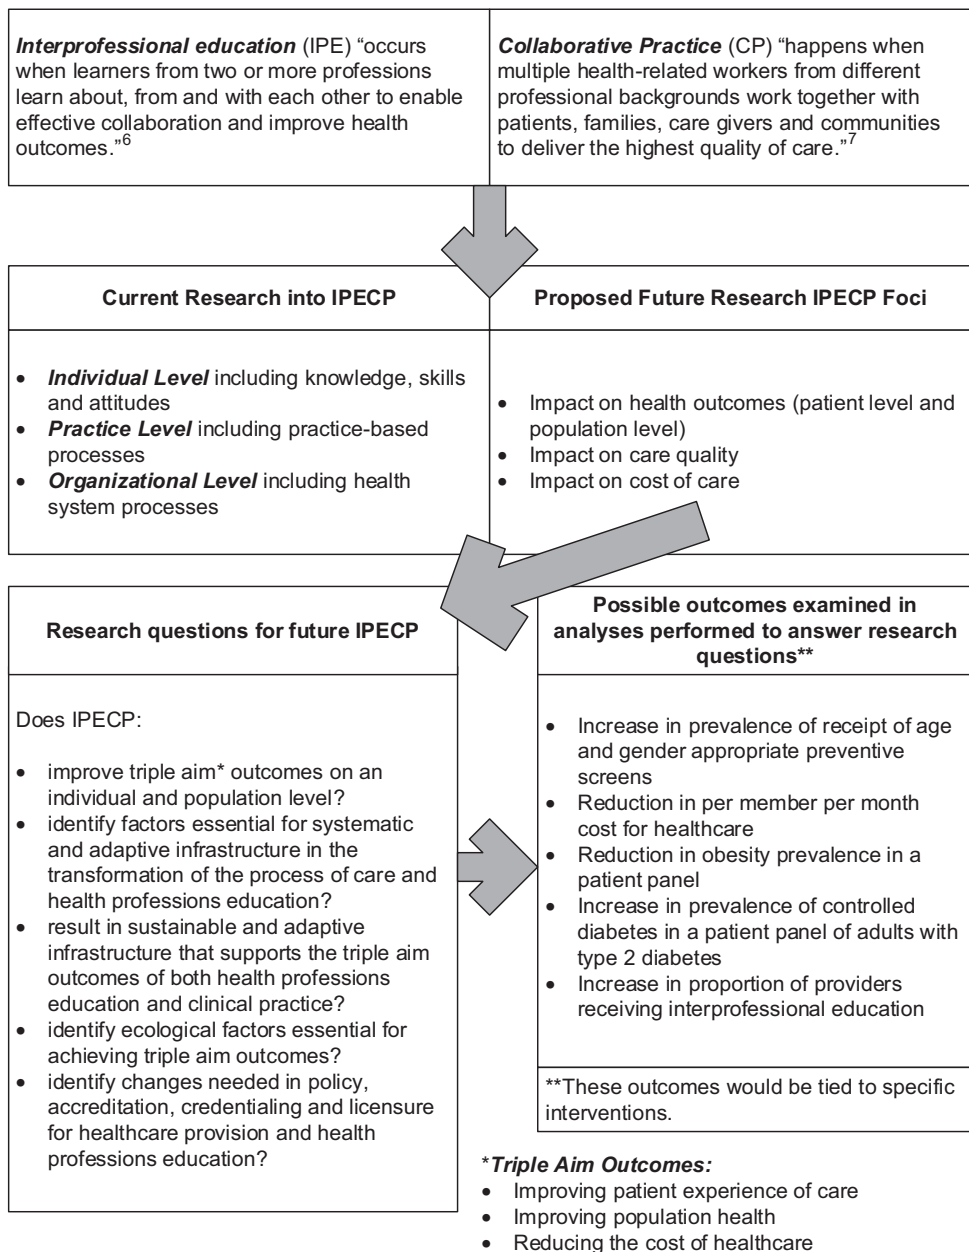 Interprofessional education (IPE) “occurs
when learners from two or more professions
learn about, from and with each other to enable
effective collaboration and improve health
outcomes.”6
Collaborative Practice (CP) “happens when
multiple health-related workers from different
professional backgrounds work together with
patients, families, care givers and communities
to deliver the highest quality of care.”7
Current Research into IPECP
Proposed Future Research IPECP Foci
• Individual Level including knowledge, skills
and attitudes
• Practice Level including practice-based
processes
• Organizational Level including health
system processes
• Impact on health outcomes (patient level and
population level)
• Impact on care quality
• Impact on cost of care
Research questions for future IPECP
Does IPECP:
• improve triple aim* outcomes on an
individual and population level?
• identify factors essential for systematic
and adaptive infrastructure in the
transformation of the process of care and
health professions education?
• result in sustainable and adaptive
infrastructure that supports the triple aim
outcomes of both health professions
education and clinical practice?
• identify ecological factors essential for
achieving triple aim outcomes?
• identify changes needed in policy,
accreditation, credentialing and licensure
for healthcare provision and health
professions education?
Possible outcomes examined in
analyses performed to answer research
questions**
• Increase in prevalence of receipt of age
and gender appropriate preventive
screens
• Reduction in per member per month
cost for healthcare
• Reduction in obesity prevalence in a
patient panel
• Increase in prevalence of controlled
diabetes in a patient panel of adults with
type 2 diabetes
• Increase in proportion of providers
receiving interprofessional education
**These outcomes would be tied to specific
interventions.
*Triple Aim Outcomes:
• Improving patient experience of care
• Improving population health
• Reducing the cost of healthcare